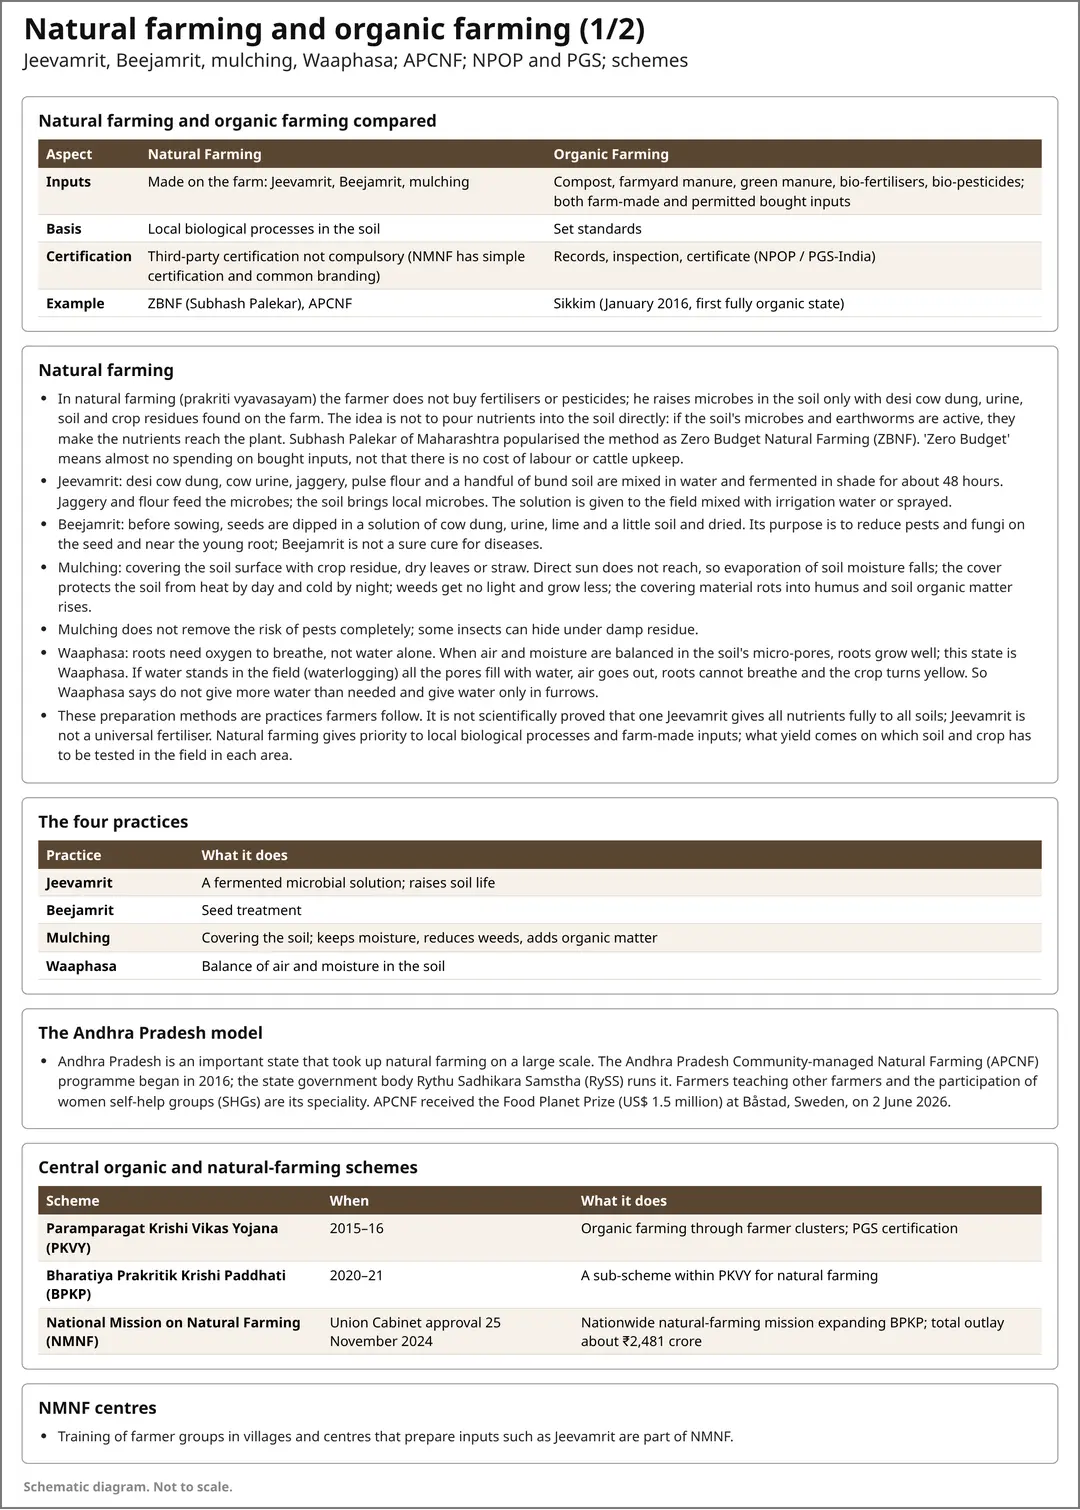 Natural farming and organic farming (1/2)
Jeevamrit, Beejamrit, mulching, Waaphasa; APCNF; NPOP and PGS; schemes
Natural farming and organic farming compared
Aspect Natural Farming Organic Farming
Inputs Made on the farm: Jeevamrit, Beejamrit, mulching Compost, farmyard manure, green manure, bio-fertilisers, bio-pesticides;
both farm-made and permitted bought inputs
Basis Local biological processes in the soil Set standards
Certification Third-party certification not compulsory (NMNF has simple Records, inspection, certificate (NPOP / PGS-India)
certification and common branding)
Example ZBNF (Subhash Palekar), APCNF Sikkim (January 2016, first fully organic state)
Natural farming
• In natural farming (prakriti vyavasayam) the farmer does not buy fertilisers or pesticides; he raises microbes in the soil only with desi cow dung, urine,
soil and crop residues found on the farm. The idea is not to pour nutrients into the soil directly: if the soil's microbes and earthworms are active, they
make the nutrients reach the plant. Subhash Palekar of Maharashtra popularised the method as Zero Budget Natural Farming (ZBNF). 'Zero Budget'
means almost no spending on bought inputs, not that there is no cost of labour or cattle upkeep.
• Jeevamrit: desi cow dung, cow urine, jaggery, pulse flour and a handful of bund soil are mixed in water and fermented in shade for about 48 hours.
Jaggery and flour feed the microbes; the soil brings local microbes. The solution is given to the field mixed with irrigation water or sprayed.
• Beejamrit: before sowing, seeds are dipped in a solution of cow dung, urine, lime and a little soil and dried. Its purpose is to reduce pests and fungi on
the seed and near the young root; Beejamrit is not a sure cure for diseases.
• Mulching: covering the soil surface with crop residue, dry leaves or straw. Direct sun does not reach, so evaporation of soil moisture falls; the cover
protects the soil from heat by day and cold by night; weeds get no light and grow less; the covering material rots into humus and soil organic matter
rises.
• Mulching does not remove the risk of pests completely; some insects can hide under damp residue.
• Waaphasa: roots need oxygen to breathe, not water alone. When air and moisture are balanced in the soil's micro-pores, roots grow well; this state is
Waaphasa. If water stands in the field (waterlogging) all the pores fill with water, air goes out, roots cannot breathe and the crop turns yellow. So
Waaphasa says do not give more water than needed and give water only in furrows.
• These preparation methods are practices farmers follow. It is not scientifically proved that one Jeevamrit gives all nutrients fully to all soils; Jeevamrit is
not a universal fertiliser. Natural farming gives priority to local biological processes and farm-made inputs; what yield comes on which soil and crop has
to be tested in the field in each area.
The four practices
Practice What it does
Jeevamrit A fermented microbial solution; raises soil life
Beejamrit Seed treatment
Mulching Covering the soil; keeps moisture, reduces weeds, adds organic matter
Waaphasa Balance of air and moisture in the soil
The Andhra Pradesh model
• Andhra Pradesh is an important state that took up natural farming on a large scale. The Andhra Pradesh Community-managed Natural Farming (APCNF)
programme began in 2016; the state government body Rythu Sadhikara Samstha (RySS) runs it. Farmers teaching other farmers and the participation of
women self-help groups (SHGs) are its speciality. APCNF received the Food Planet Prize (US$ 1.5 million) at Båstad, Sweden, on 2 June 2026.
Central organic and natural-farming schemes
Scheme When What it does
Paramparagat Krishi Vikas Yojana 2015–16 Organic farming through farmer clusters; PGS certification
(PKVY)
Bharatiya Prakritik Krishi Paddhati 2020–21 A sub-scheme within PKVY for natural farming
(BPKP)
National Mission on Natural Farming Union Cabinet approval 25 Nationwide natural-farming mission expanding BPKP; total outlay
(NMNF) November 2024 about ₹2,481 crore
NMNF centres
• Training of farmer groups in villages and centres that prepare inputs such as Jeevamrit are part of NMNF.
Schematic diagram. Not to scale.